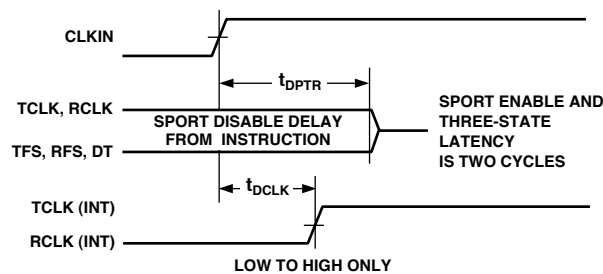 CLKIN
tDPTR
TCLK, RCLK
SPORT DISABLE DELAY
FROM INSTRUCTION
TFS, RFS, DT
SPORT ENABLE AND
THREE-STATE
LATENCY
IS TWO CYCLES
tDCLK
TCLK (INT)
RCLK (INT)
LOW TO HIGH ONLY